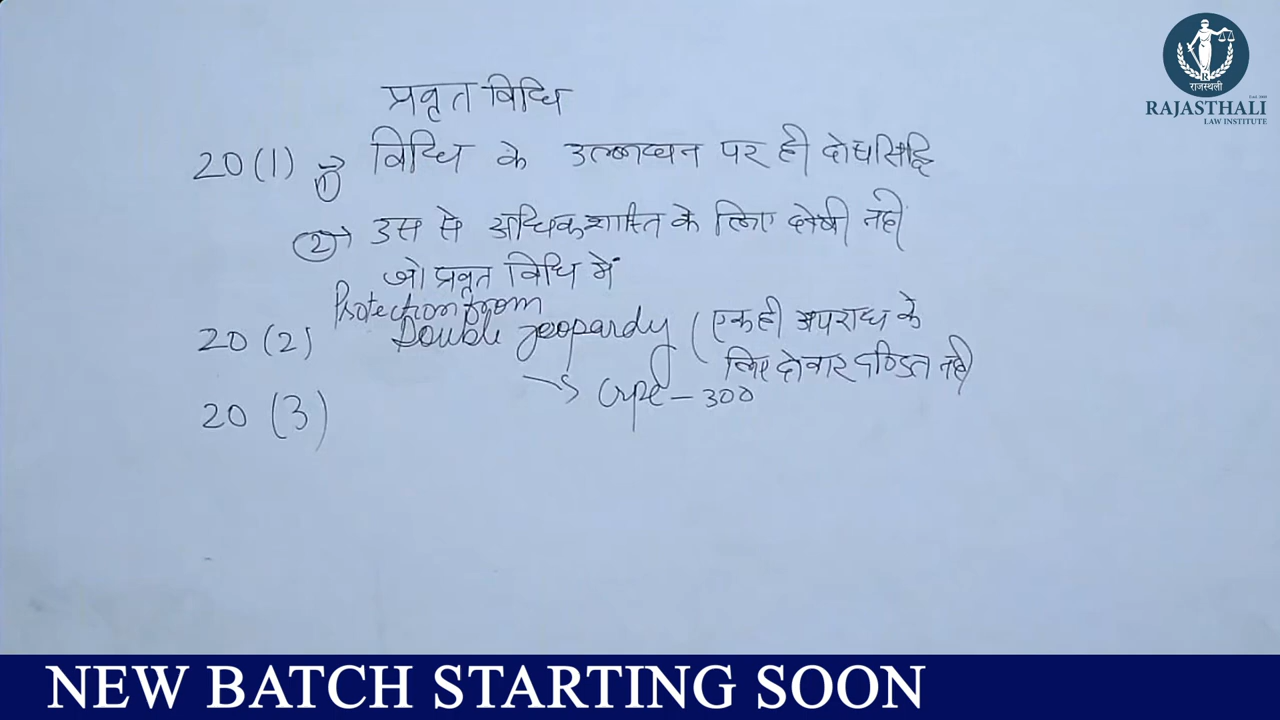 राजस्थली
RAJASTHALI
LAW INSTITUTE
प्रवृत विधि
20(1) ① → विधि के उल्लंघन पर ही दोषसिद्धि
② → उस से अधिक शास्ति के लिए दोषी नहीं
जो प्रवृत विधि में
Protection from
20 (2) Double jeopardy (एक ही अपराध के
लिए दो बार दण्डित नही
→ Crpc - 300
20 (3)
NEW BATCH STARTING SOON